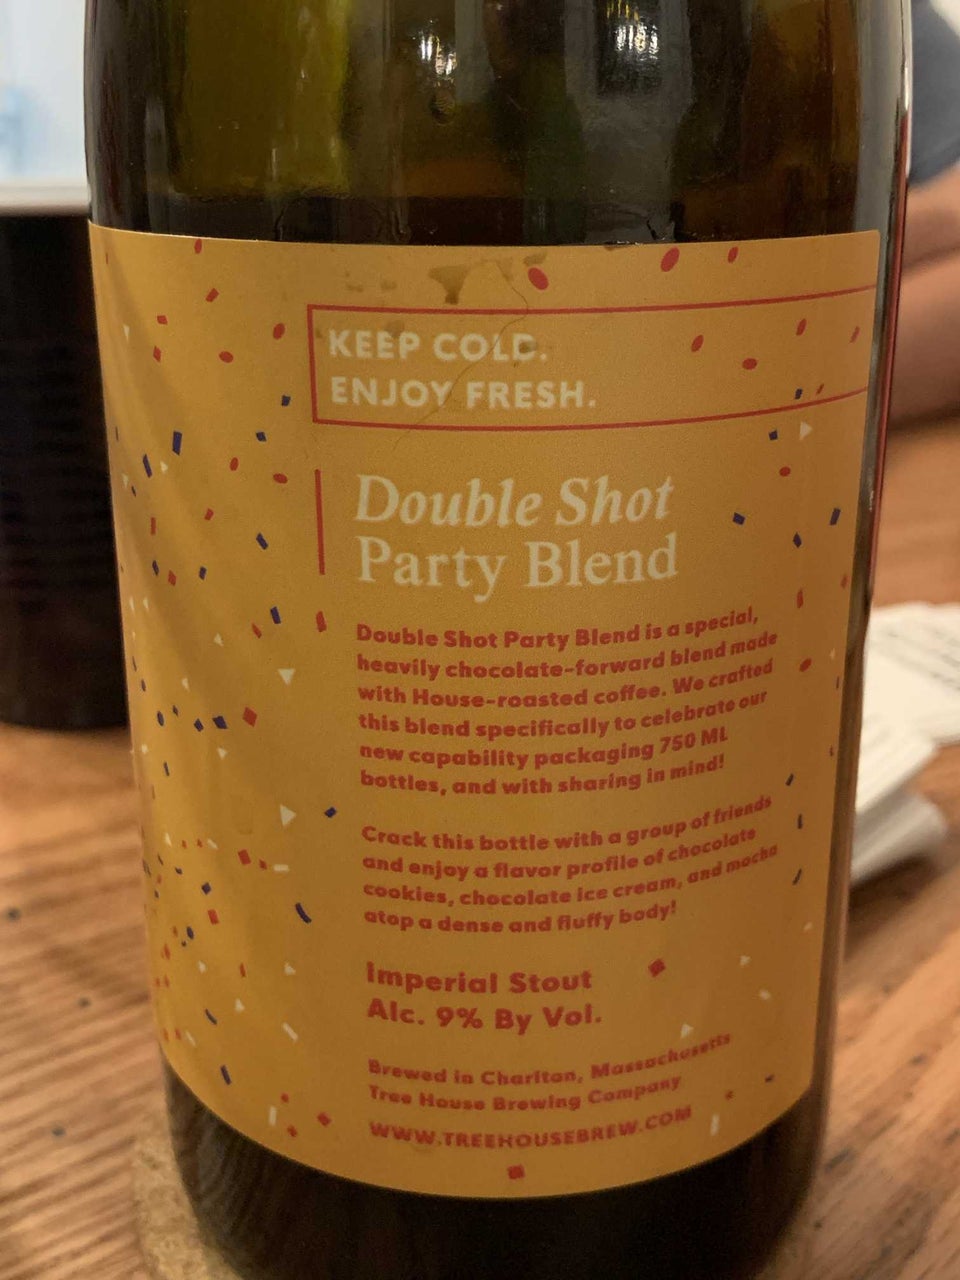 KEEP COLD.
ENJOY FRESH.
Double Shot
Party Blend
Double Shot Party Blend is a special,
heavily chocolate-forward blend made
with House-roasted coffee. We crafted
this blend specifically to celebrate our
new capability packaging 750 ML
bottles, and with sharing in mind!
Crack this bottle with a group of friends
and enjoy a flavor profile of chocolate
cookies, chocolate ice cream, and mocha
atop a dense and fluffy body!
Imperial Stout
Alc. 9% By Vol.
Brewed in Charlton, Massachusetts
Tree House Brewing Company
WWW.TREEHOUSEBREW.COM